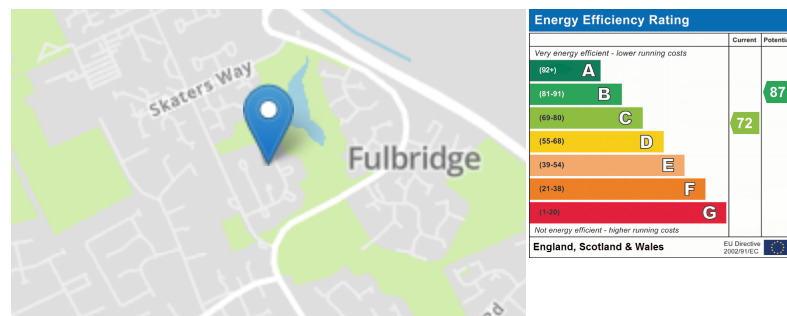 Skaters Way
Fulbridge
Energy Efficiency Rating
Current Potentia
Very energy efficient - lower running costs
(92+) A
(81-91) B
87
(69-80) C
72
(55-68) D
(39-54) E
(21-38) F
(1-20) G
Not energy efficient - higher running costs
England, Scotland & Wales
EU Directive
2002/91/EC